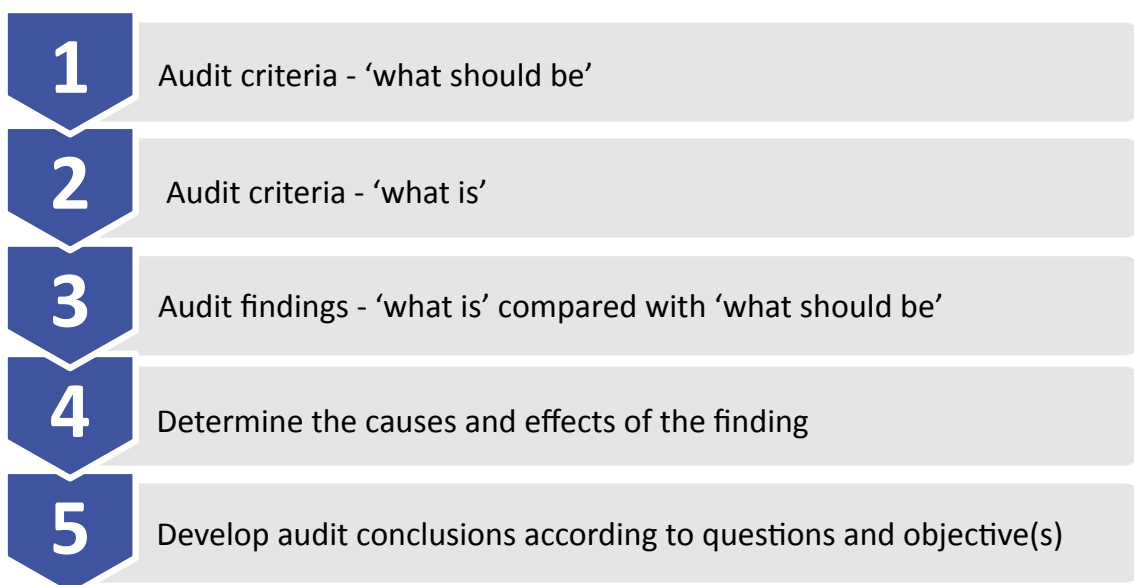 1
Audit criteria - ‘what should be’
2
Audit criteria - ‘what is’
3
Audit findings - ‘what is’ compared with ‘what should be’
4
Determine the causes and effects of the finding
5
Develop audit conclusions according to questions and objective(s)